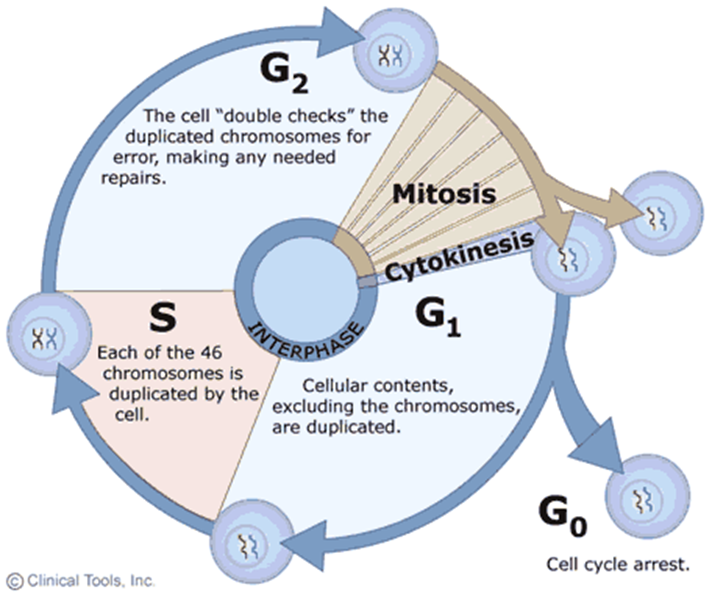 G2
The cell “double checks” the
duplicated chromosomes for
error, making any needed
repairs.
Mitosis
Cytokinesis
S
Each of the 46
chromosomes is
duplicated by the
cell.
INTERPHASE
G1
Cellular contents,
excluding the chromosomes,
are duplicated.
G0
Cell cycle arrest.
© Clinical Tools, Inc.